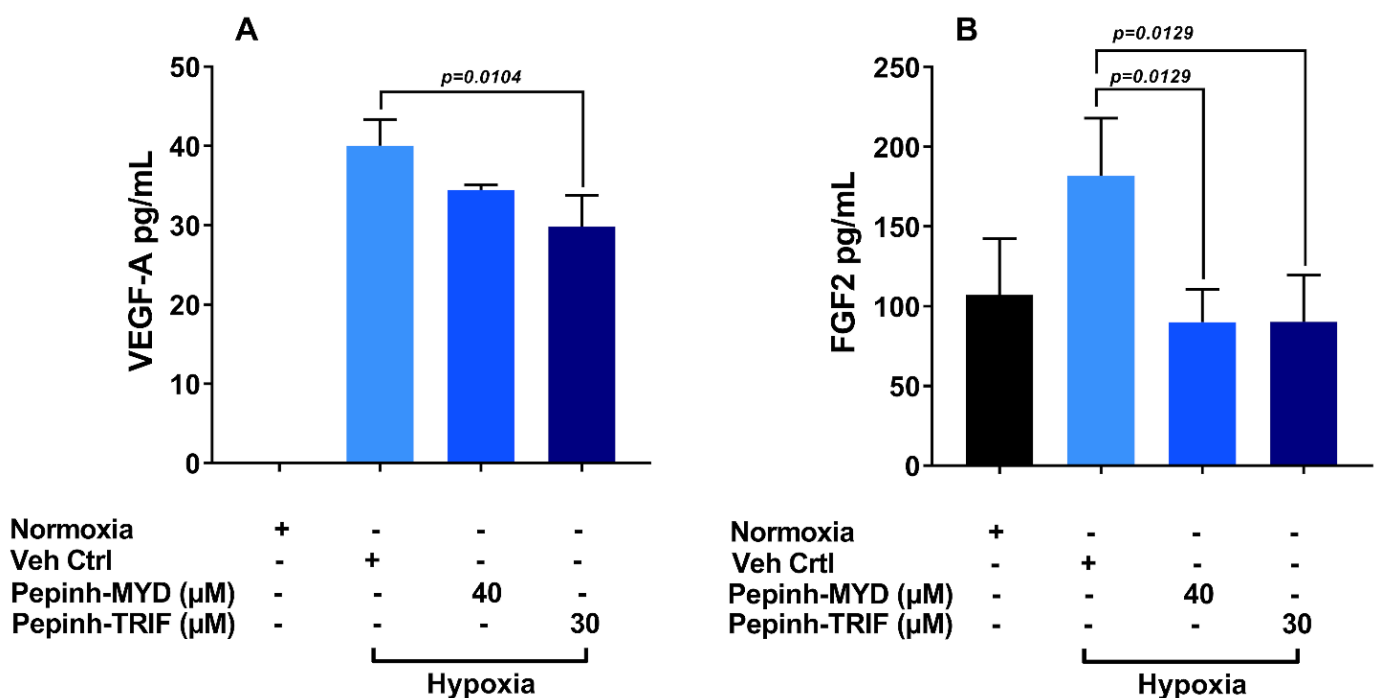 A
p=0.0104
50
40
30
20
10
0
VEGF-A pg/mL
Normoxia + - - -
Veh Ctrl - + - -
Pepinh-MYD (µM) - - 40 -
Pepinh-TRIF (µM) - - - 30
Hypoxia
B
p=0.0129
p=0.0129
250
200
150
100
50
0
FGF2 pg/mL
Normoxia + - - -
Veh Crtl - + - -
Pepinh-MYD (µM) - - 40 -
Pepinh-TRIF (µM) - - - 30
Hypoxia